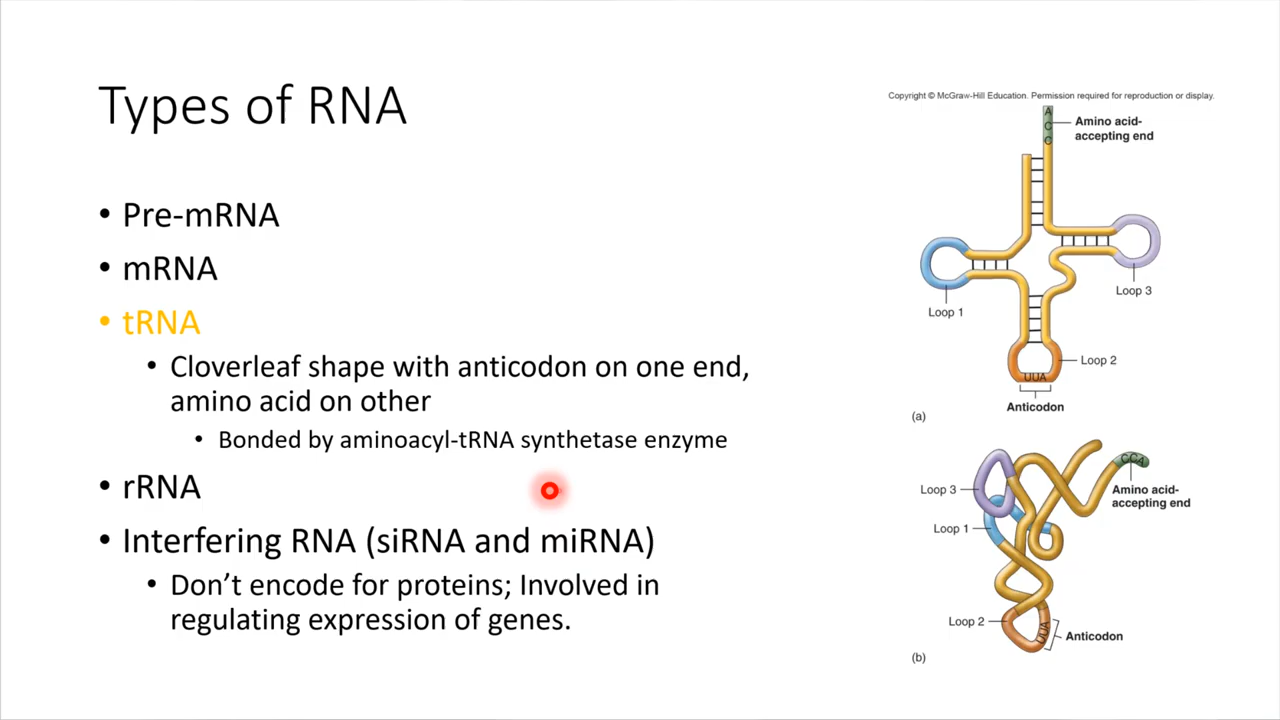 Types of RNA
• Pre-mRNA
• mRNA
• tRNA
• Cloverleaf shape with anticodon on one end,
amino acid on other
• Bonded by aminoacyl-tRNA synthetase enzyme
• rRNA
• Interfering RNA (siRNA and miRNA)
• Don’t encode for proteins; Involved in
regulating expression of genes.
Copyright © McGraw-Hill Education. Permission required for reproduction or display.
A
C
C
Amino acid-
accepting end
Loop 1
Loop 3
Loop 2
UUA
Anticodon
(a)
Loop 3
CCA
Amino acid-
accepting end
Loop 1
Loop 2
UUA
Anticodon
(b)